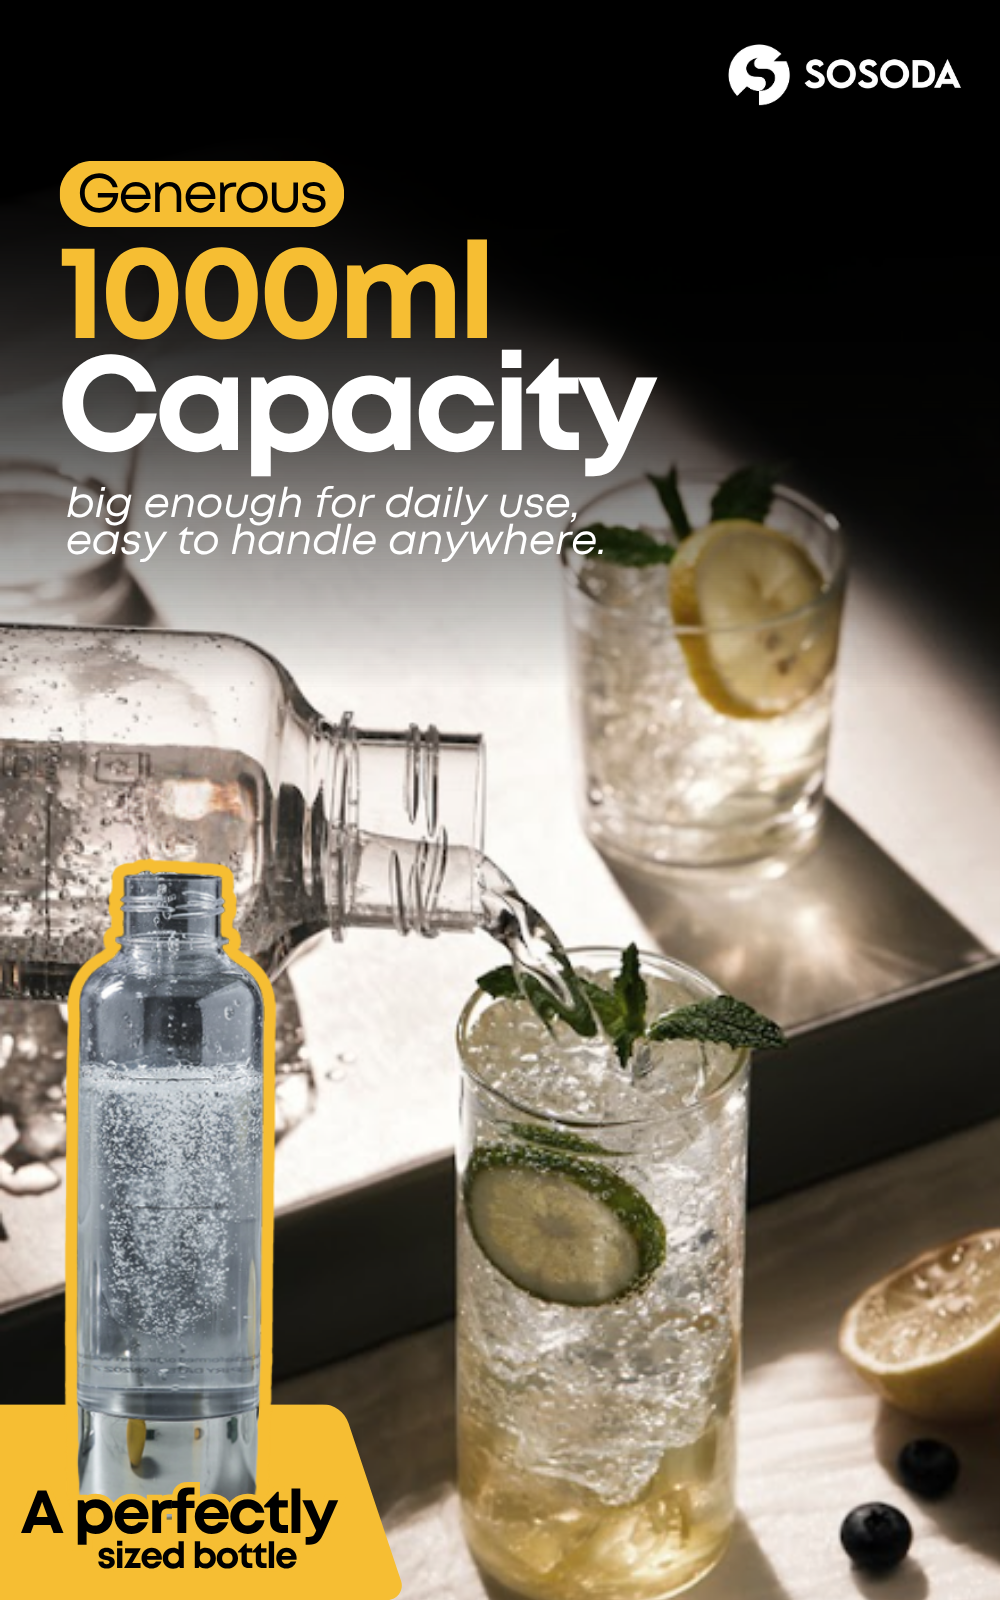 SOSODA
Generous
1000ml
Capacity
big enough for daily use,
easy to handle anywhere.
A perfectly
sized bottle